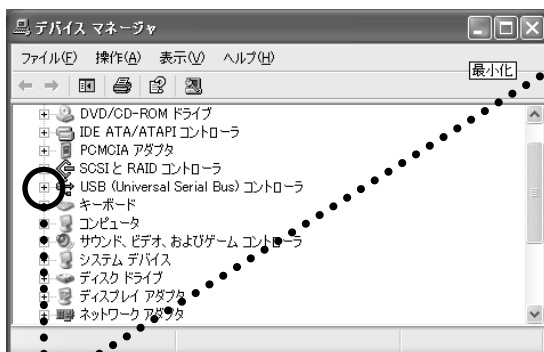 デバイス マネージャ
ファイル(F) 操作(A) 表示(V) ヘルプ(H)
最小化
DVD/CD-ROM ドライブ
IDE ATA/ATAPI コントローラ
PCMCIA アダプタ
SCSI と RAID コントローラ
USB (Universal Serial Bus) コントローラ
キーボード
コンピュータ
サウンド、ビデオ、およびゲーム コントローラ
システム デバイス
ディスク ドライブ
ディスプレイ アダプタ
ネットワーク アダプタ